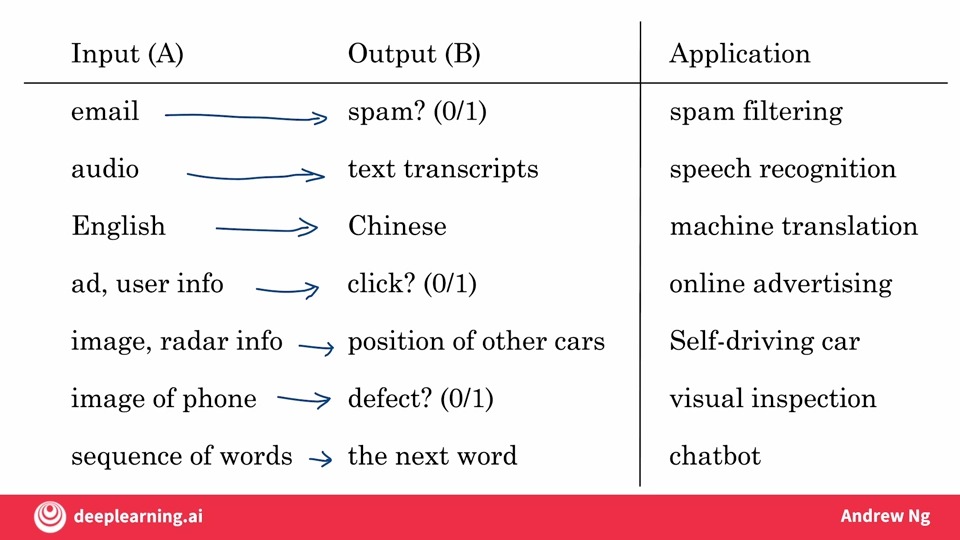 Input (A) Output (B) Application
email spam? (0/1) spam filtering
audio text transcripts speech recognition
English Chinese machine translation
ad, user info click? (0/1) online advertising
image, radar info position of other cars Self-driving car
image of phone defect? (0/1) visual inspection
sequence of words the next word chatbot
deeplearning.ai Andrew Ng